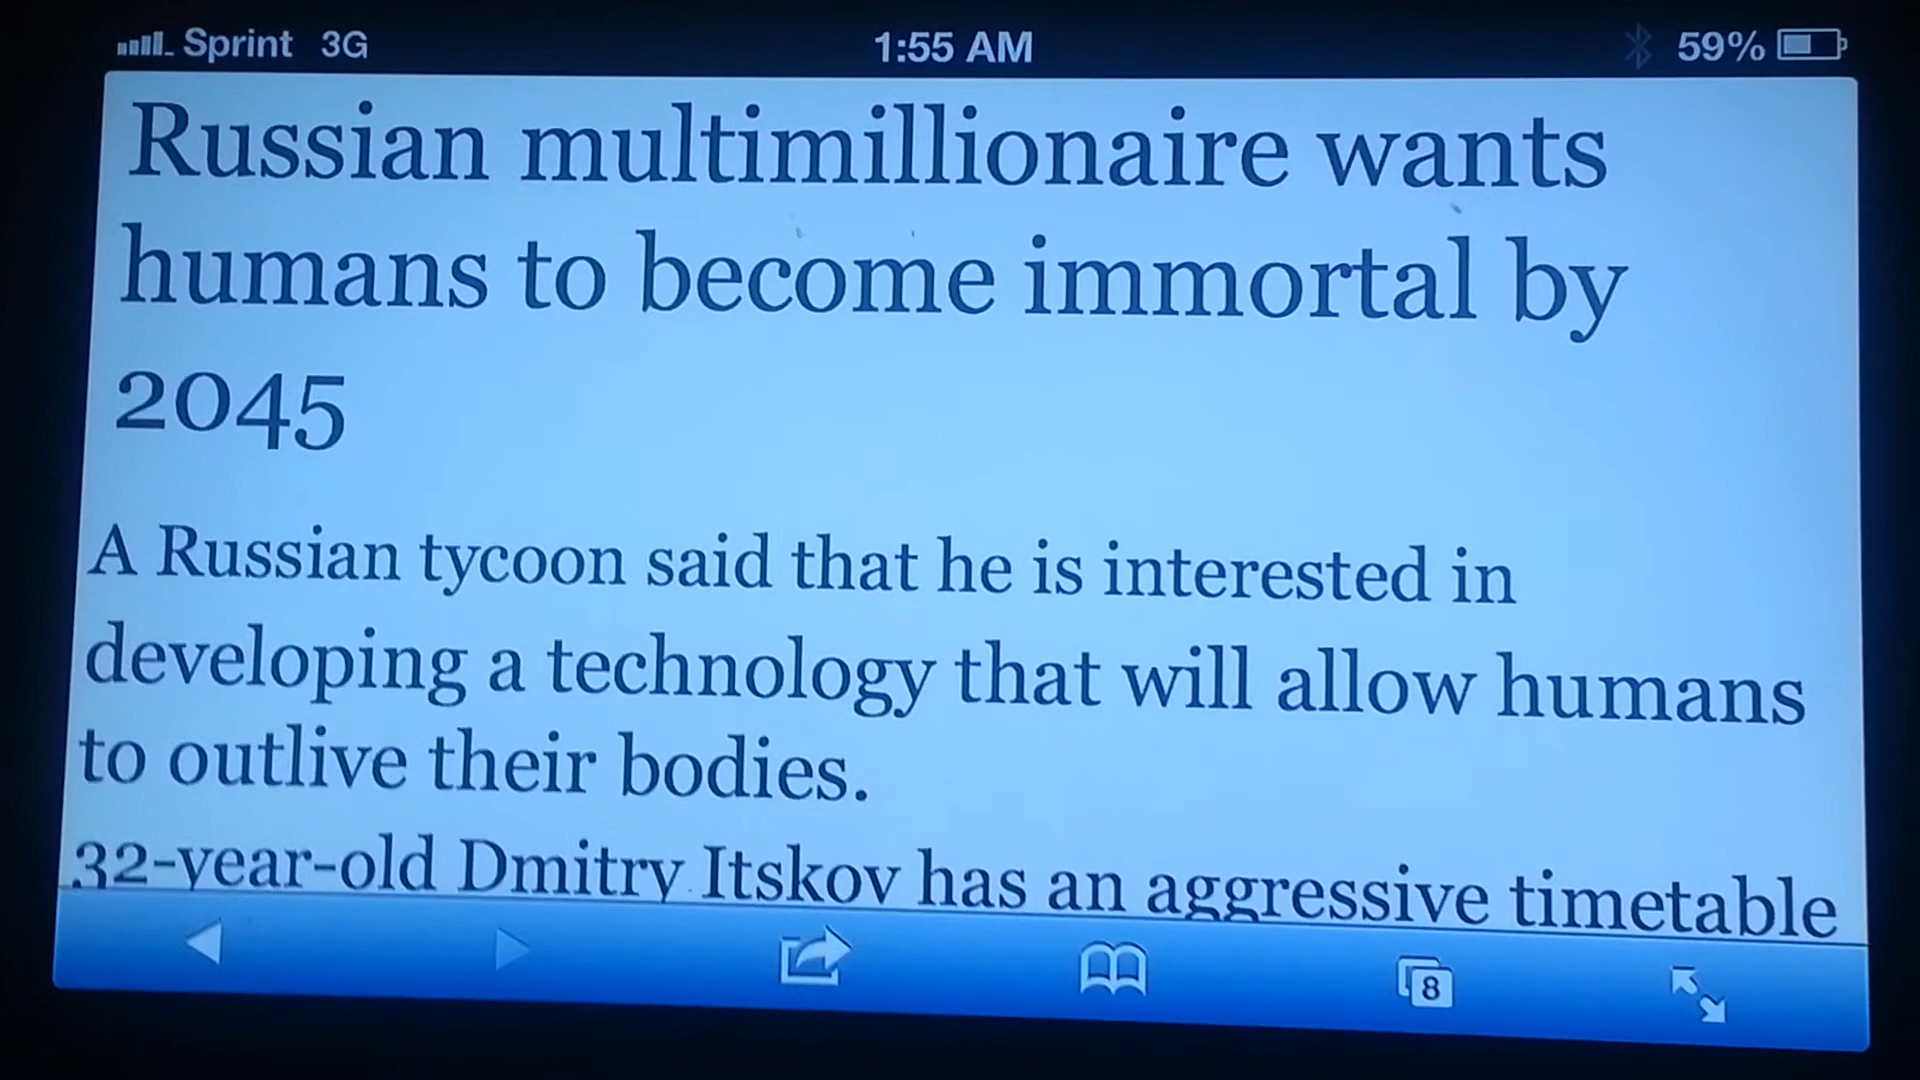 Sprint 3G 1:55 AM 59%
Russian multimillionaire wants
humans to become immortal by
2045
A Russian tycoon said that he is interested in
developing a technology that will allow humans
to outlive their bodies.
32-year-old Dmitry Itskov has an aggressive timetable
8